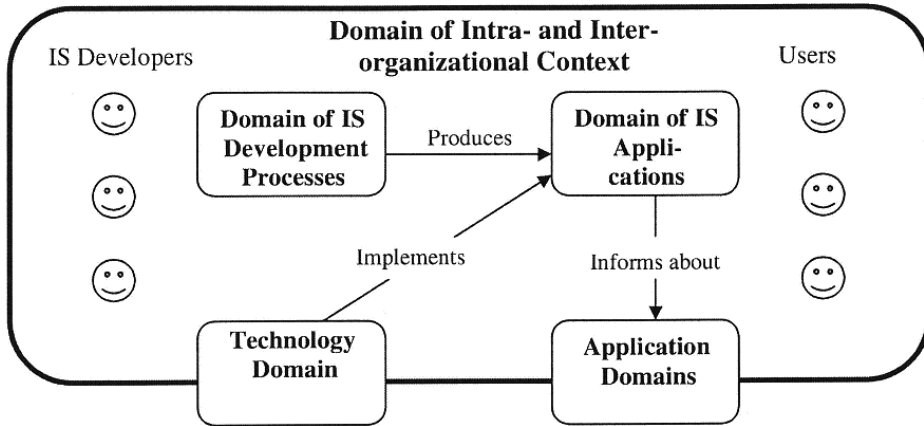 Domain of Intra- and Inter-
organizational Context
IS Developers
Users
Domain of IS
Development
Processes
Produces
Domain of IS
Appli-
cations
Implements
Informs about
Technology
Domain
Application
Domains